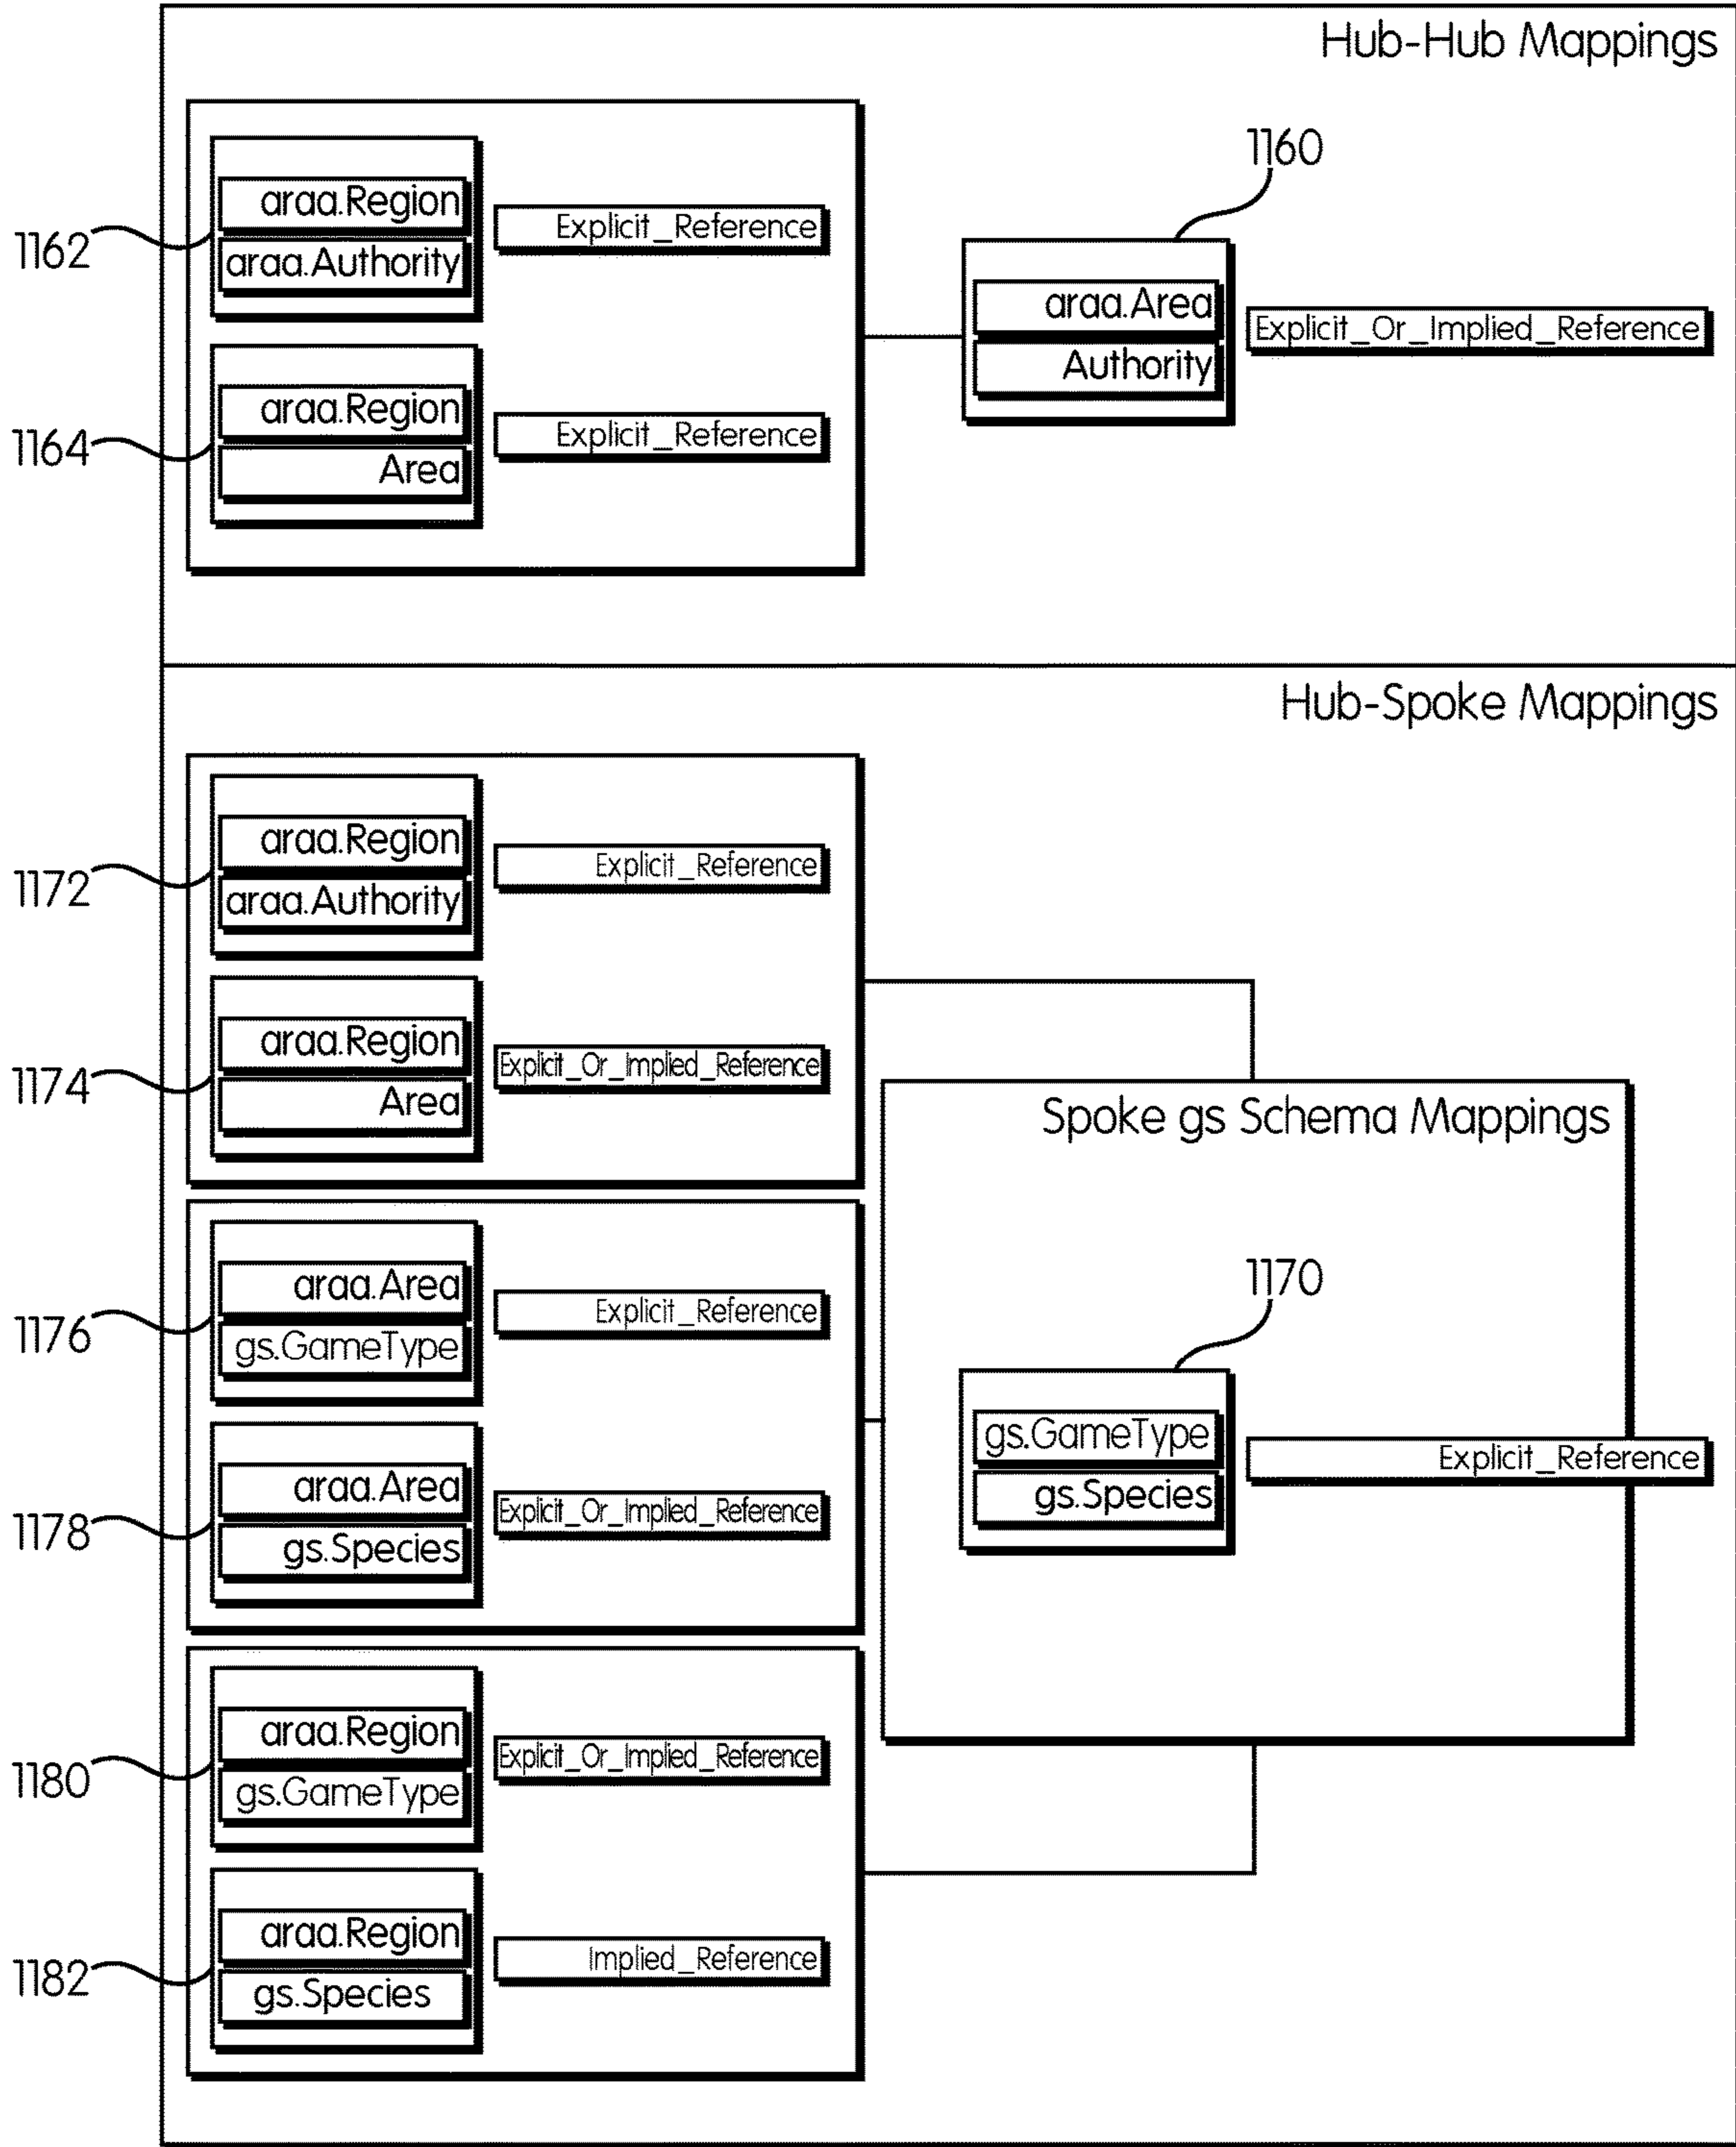 Hub-Hub Mappings
1160
1162
araa.Region
araa.Authority
Explicit_Reference
araa.Area
Authority
Explicit_Or_Implied_Reference
1164
araa.Region
Area
Explicit_Reference
Hub-Spoke Mappings
1172
araa.Region
araa.Authority
Explicit_Reference
1174
araa.Region
Area
Explicit_Or_Implied_Reference
Spoke gs Schema Mappings
1176
araa.Area
gs.GameType
Explicit_Reference
1170
gs.GameType
gs.Species
Explicit_Reference
1178
araa.Area
gs.Species
Explicit_Or_Implied_Reference
1180
araa.Region
gs.GameType
Explicit_Or_Implied_Reference
1182
araa.Region
gs.Species
Implied_Reference